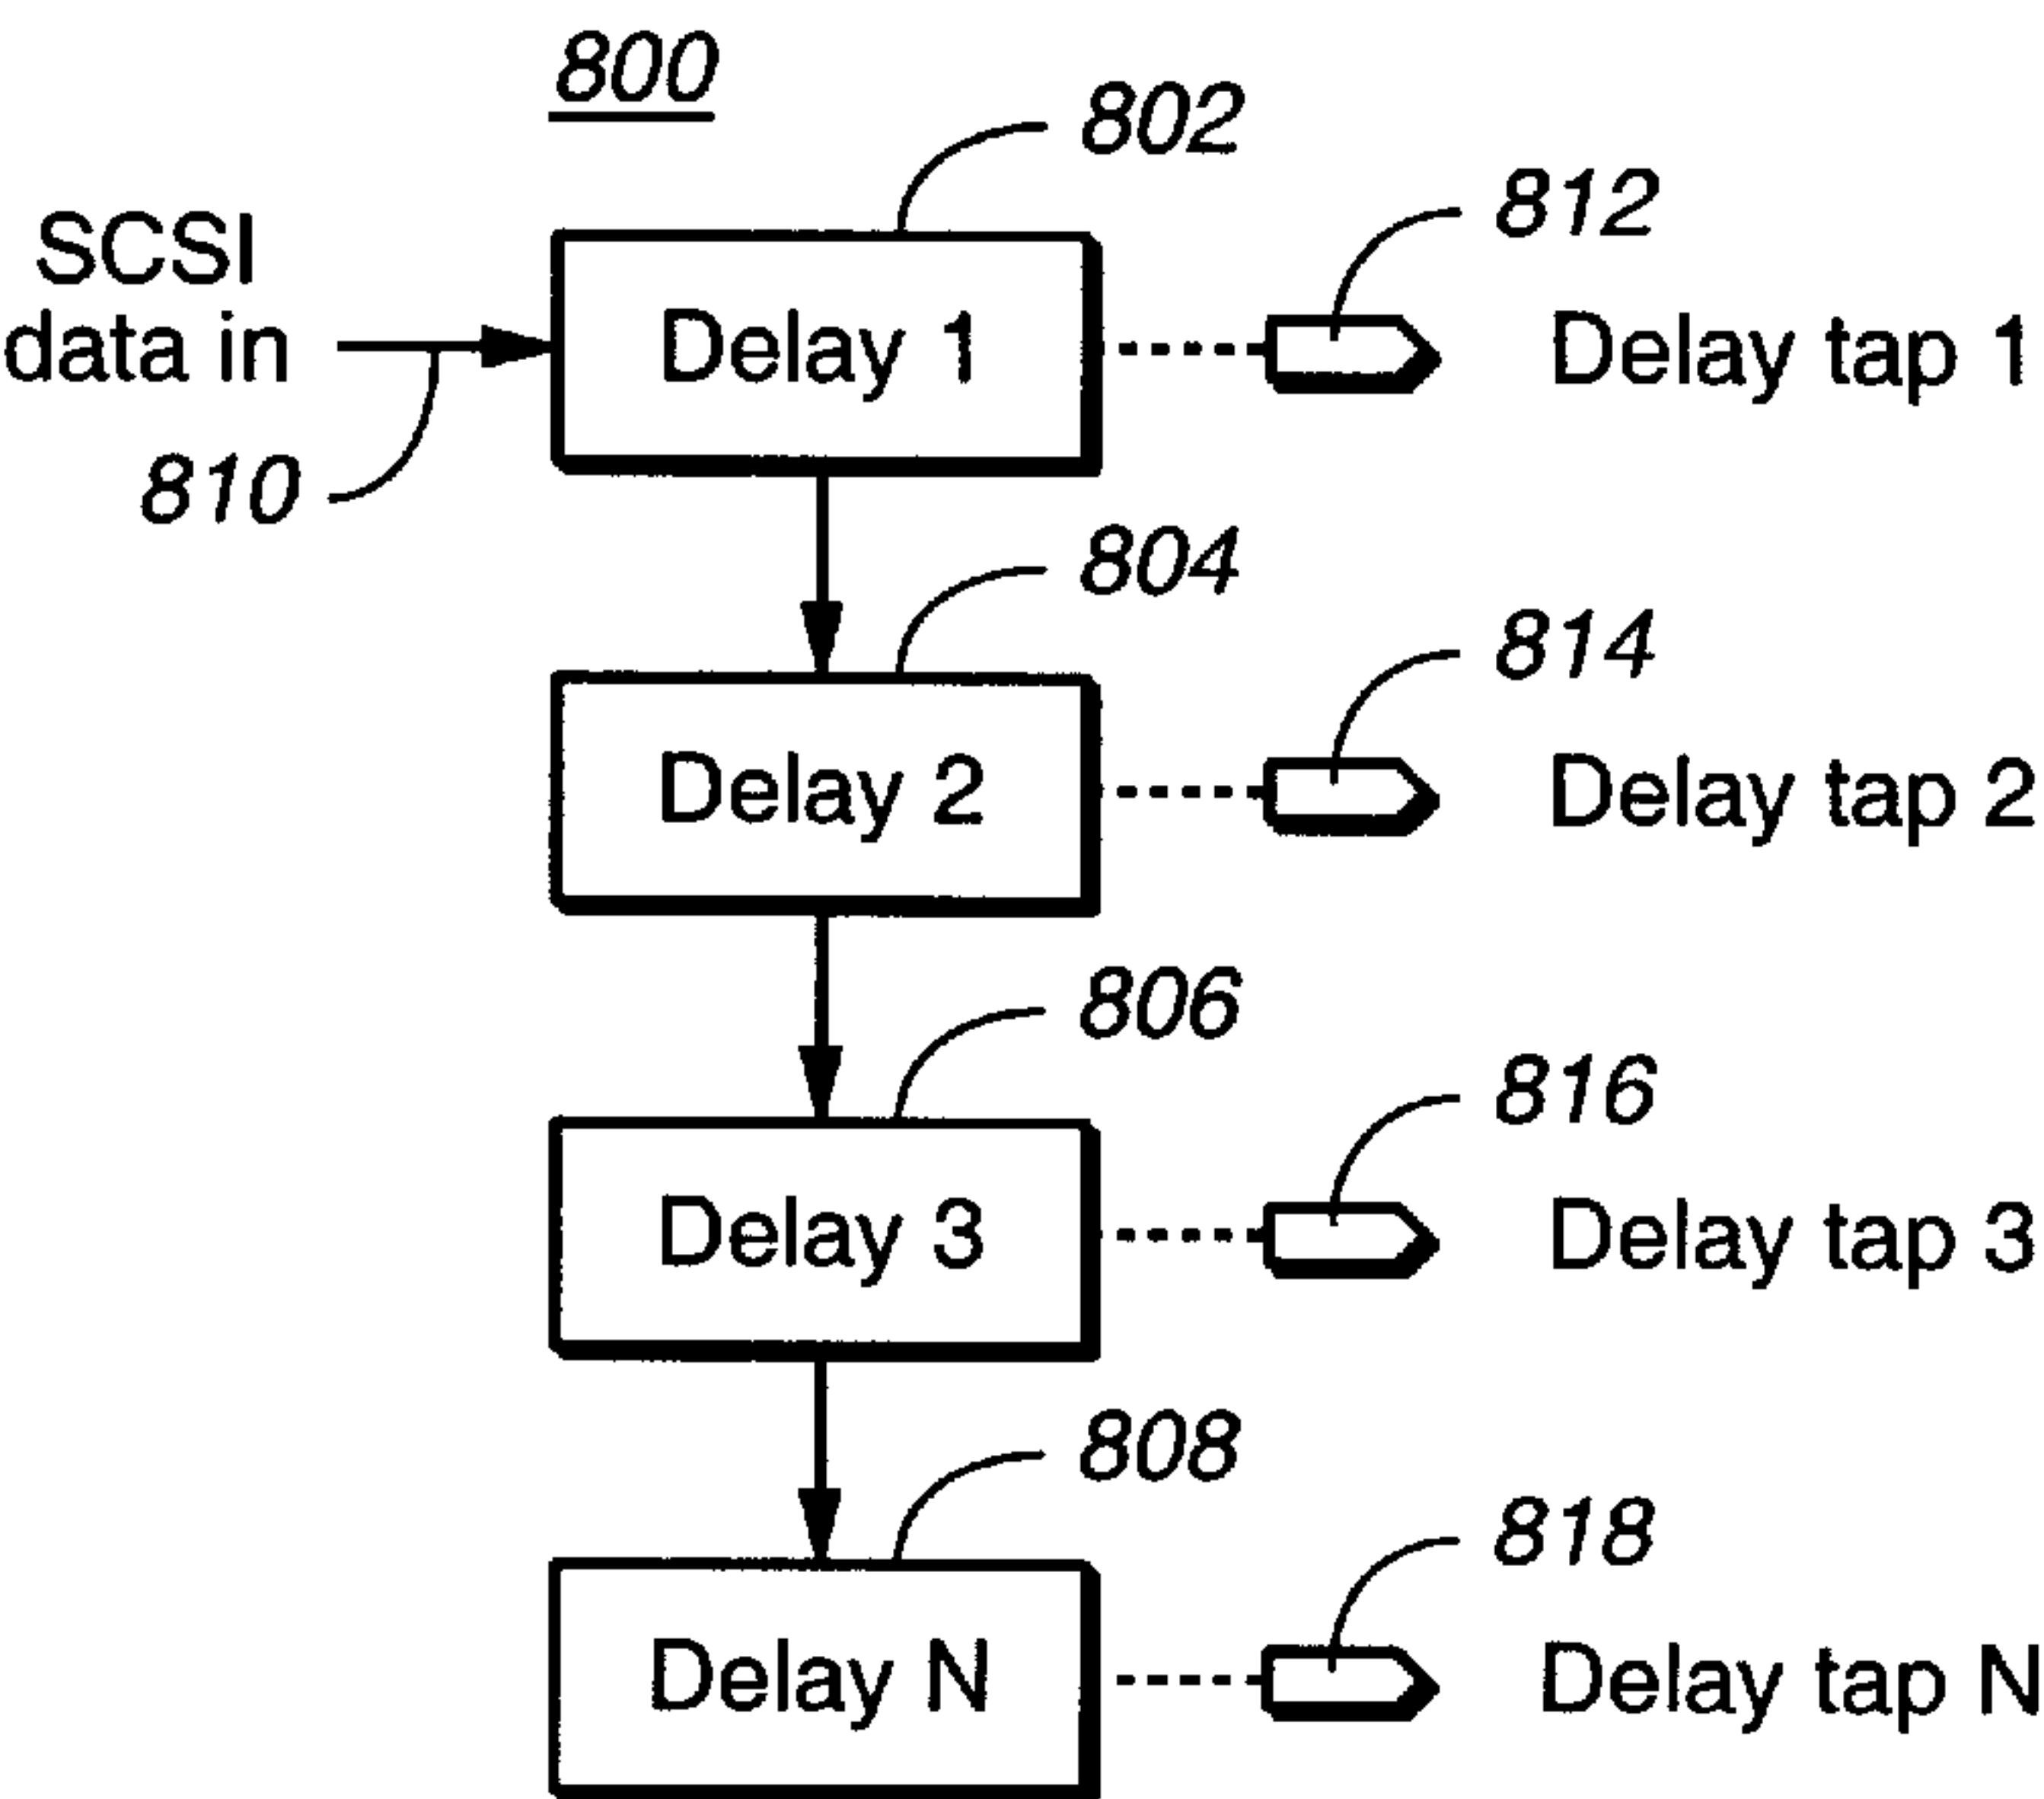 800
802
812
SCSI
data in
Delay 1
Delay tap 1
810
804
814
Delay 2
Delay tap 2
806
816
Delay 3
Delay tap 3
808
818
Delay N
Delay tap N